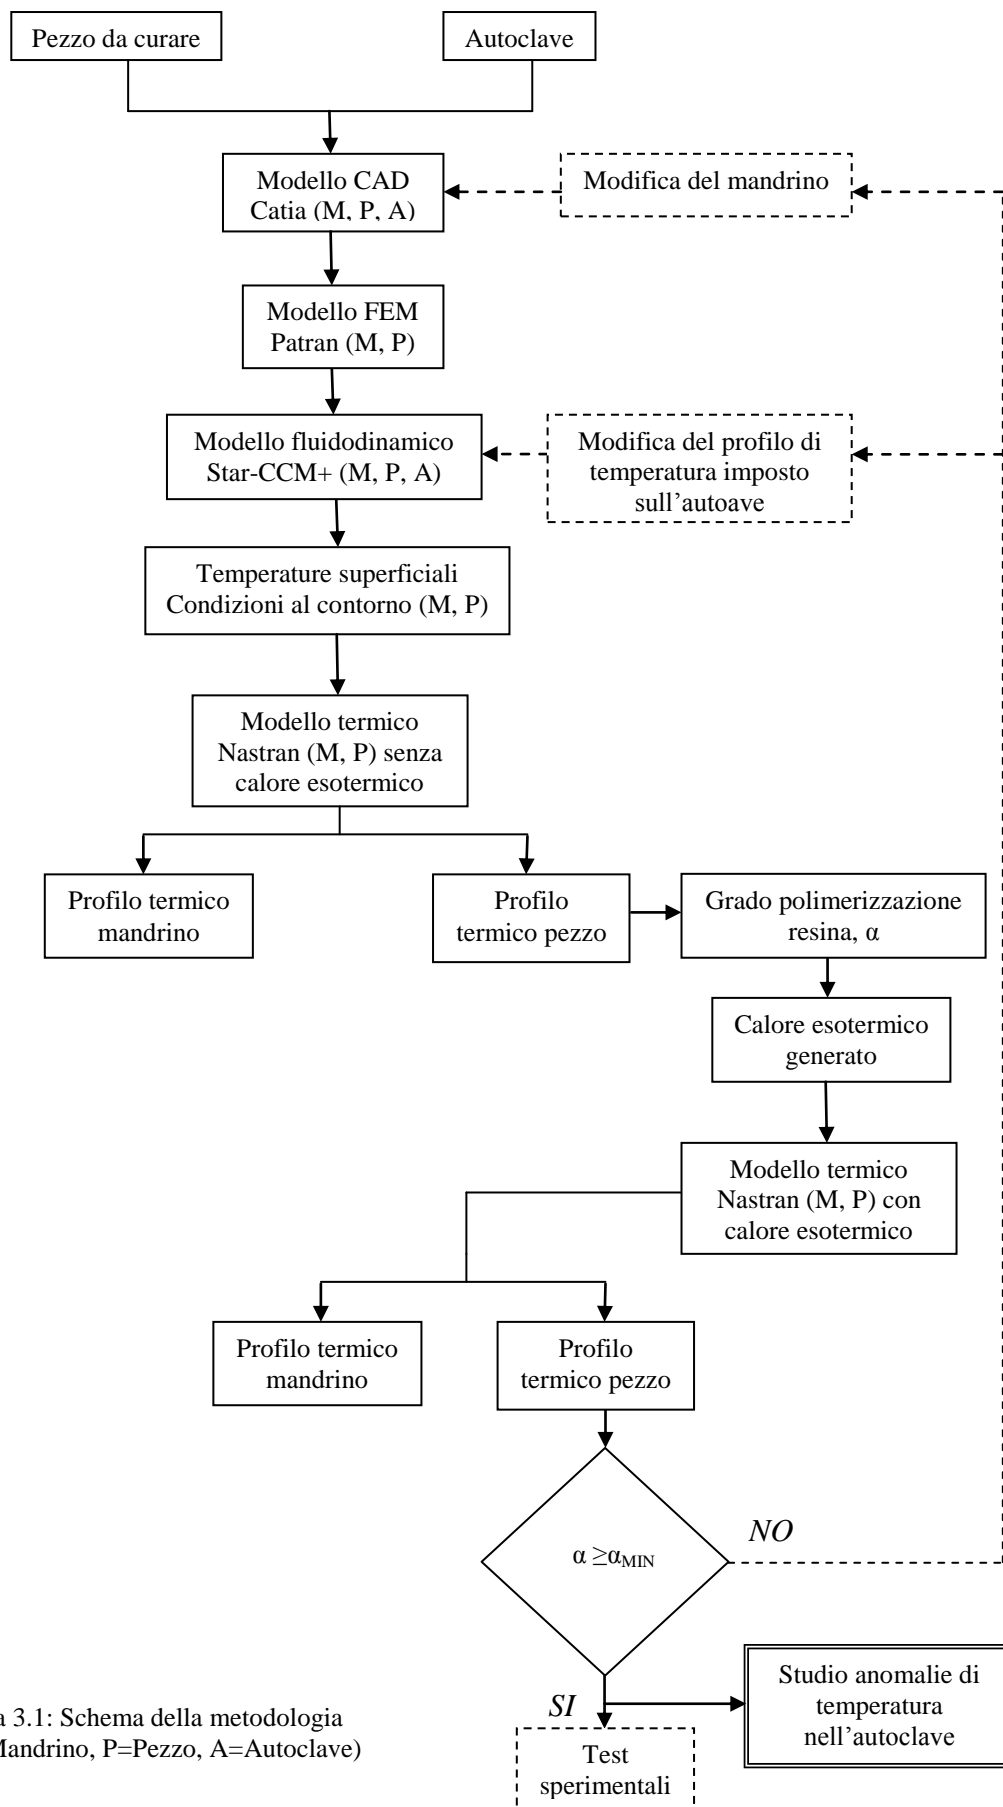 Pezzo da curare
Autoclave
Modello CAD
Catia (M, P, A)
Modifica del mandrino
Modello FEM
Patran (M, P)
Modello fluidodinamico
Star-CCM+ (M, P, A)
Modifica del profilo di
temperatura imposto
sull’autoave
Temperature superficiali
Condizioni al contorno (M, P)
Modello termico
Nastran (M, P) senza
calore esotermico
Profilo termico
mandrino
Profilo
termico pezzo
Grado polimerizzazione
resina, α
Calore esotermico
generato
Modello termico
Nastran (M, P) con
calore esotermico
Profilo termico
mandrino
Profilo
termico pezzo
α ≥αMIN
NO
SI
Studio anomalie di
temperatura
nell’autoclave
Test
sperimentali
a 3.1: Schema della metodologia
Mandrino, P=Pezzo, A=Autoclave)